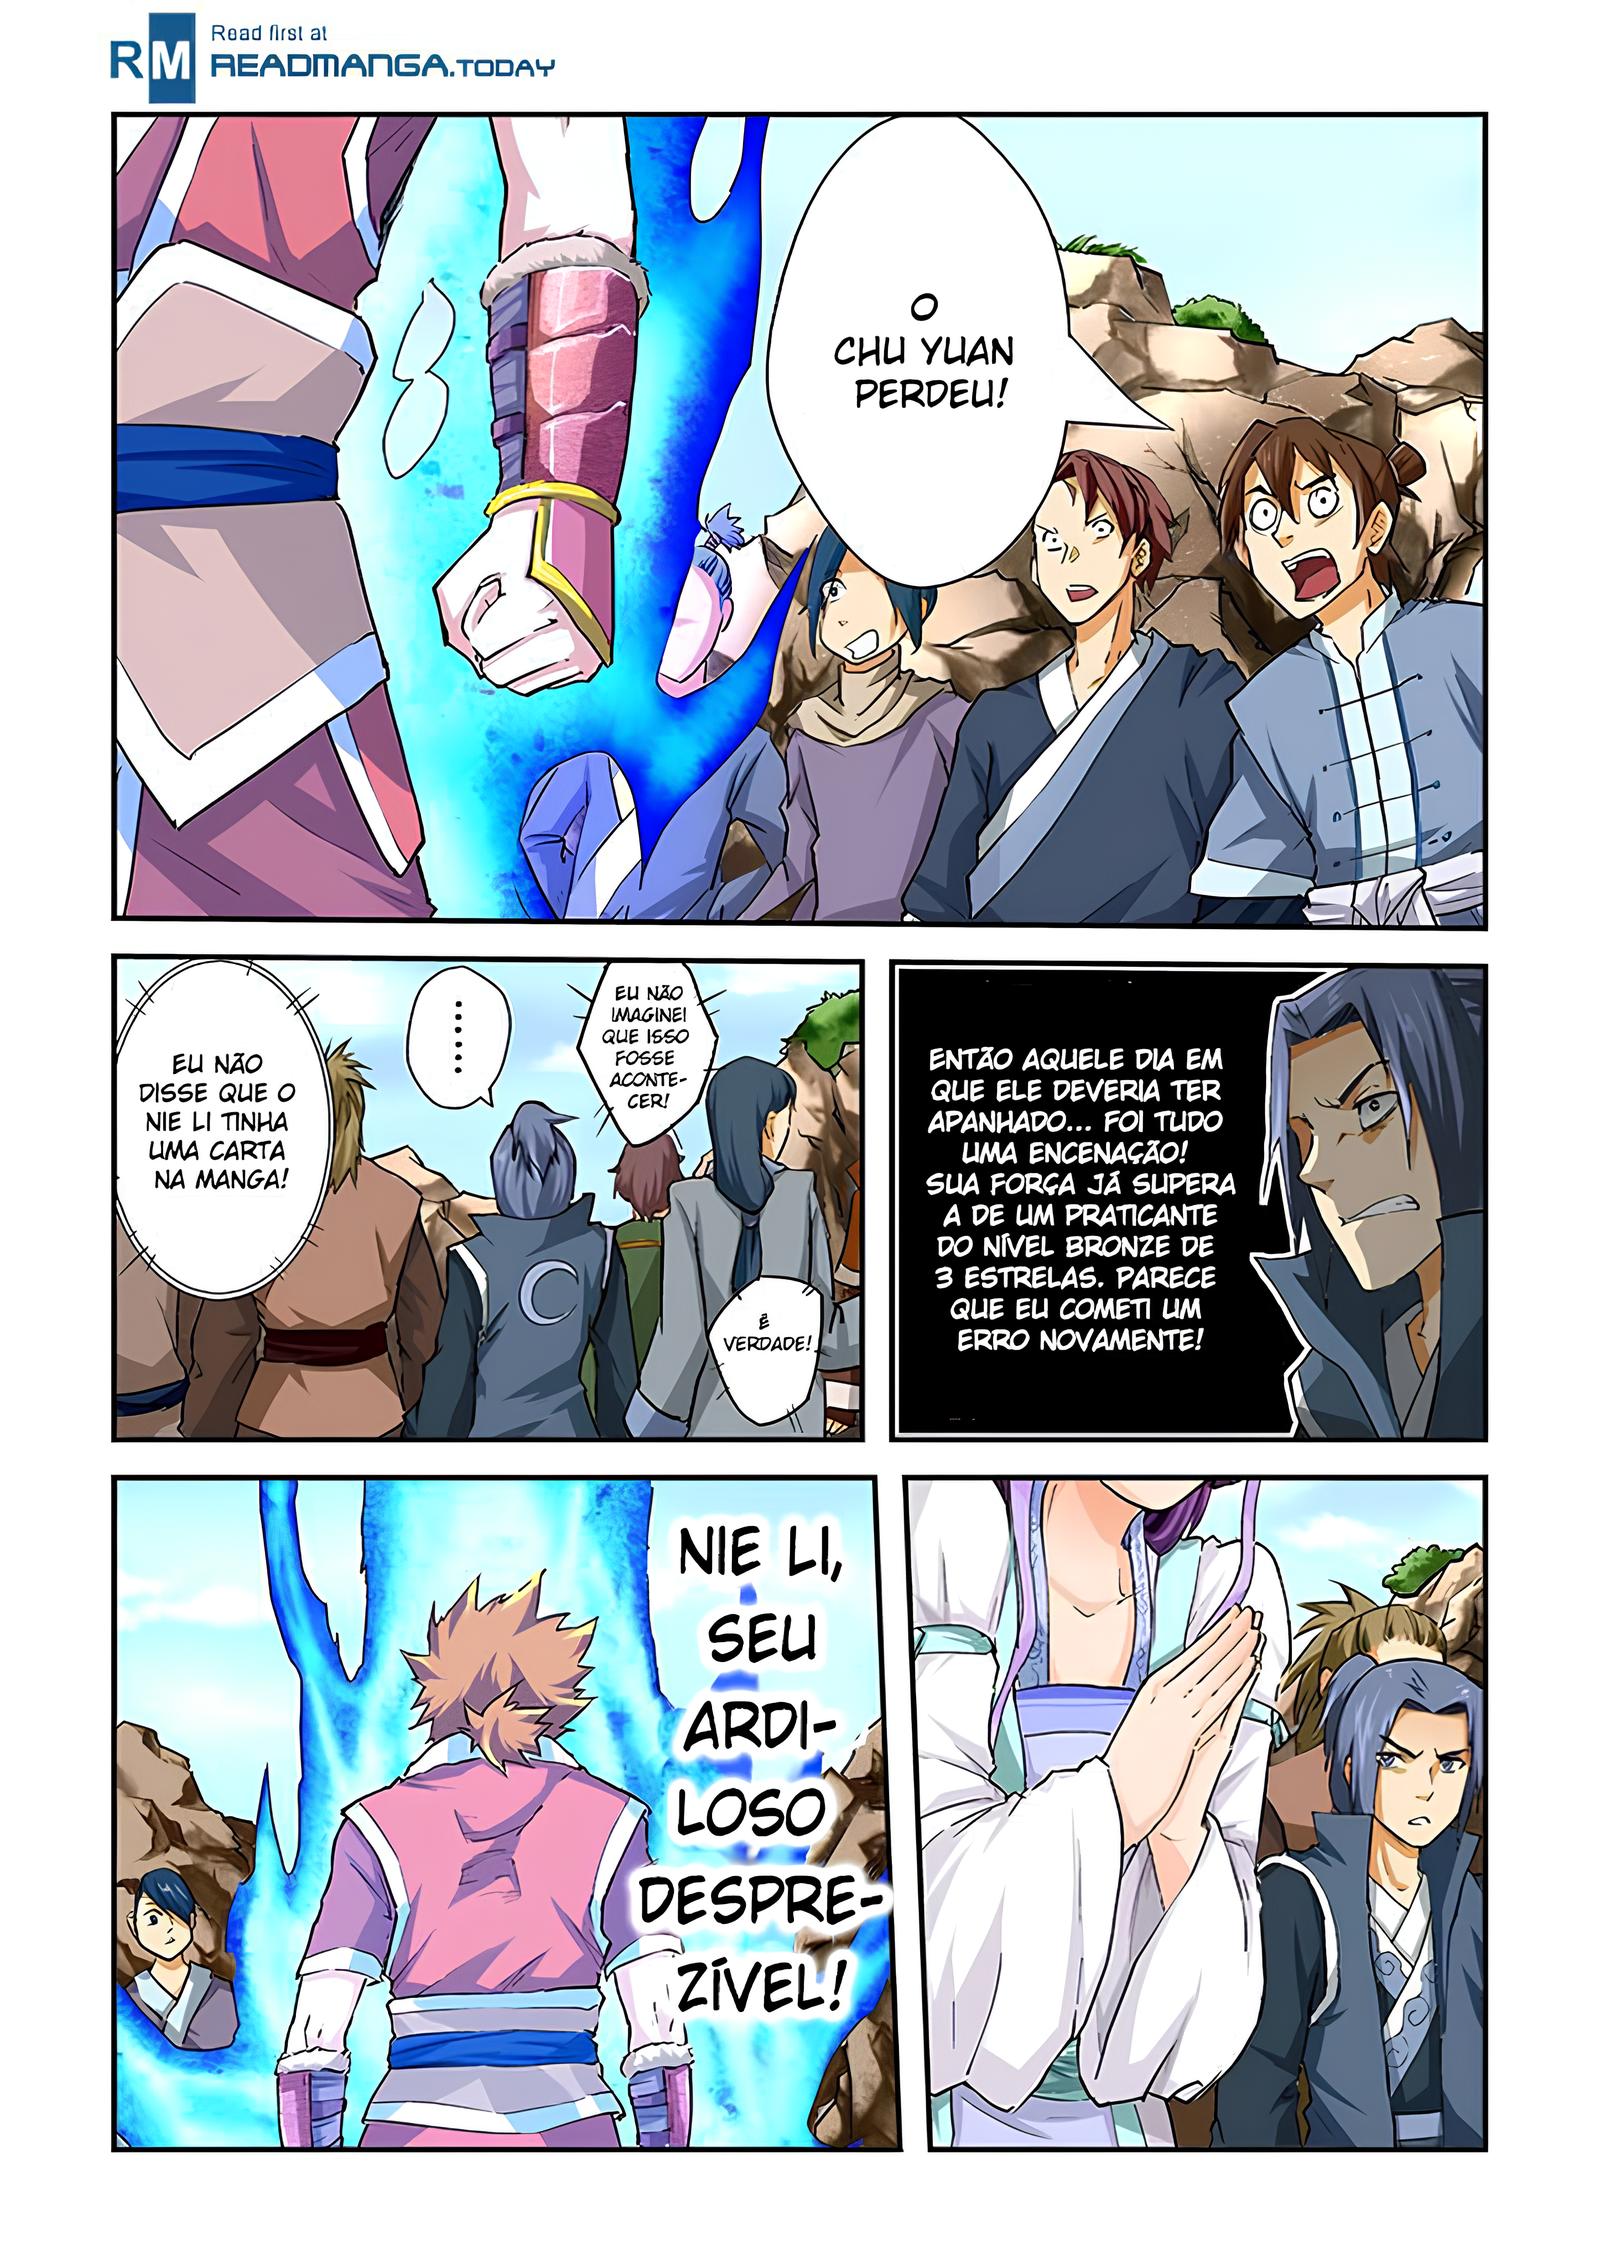 RM
Read first at
READMANGA.TODAY
O
CHU YUAN
PERDEU!
EU NÃO
DISSE QUE O
NIE LI TINHA
UMA CARTA
NA MANGA!
......
EU NÃO
IMAGINEI
QUE ISSO
FOSSE
ACONTE-
CER!
É
VERDADE!
ENTÃO AQUELE DIA EM
QUE ELE DEVERIA TER
APANHADO... FOI TUDO
UMA ENCENAÇÃO!
SUA FORÇA JÁ SUPERA
A DE UM PRATICANTE
DO NÍVEL BRONZE DE
3 ESTRELAS. PARECE
QUE EU COMETI UM
ERRO NOVAMENTE!
NIE LI,
SEU
ARDI-
LOSO
DESPRE-
ZÍVEL!